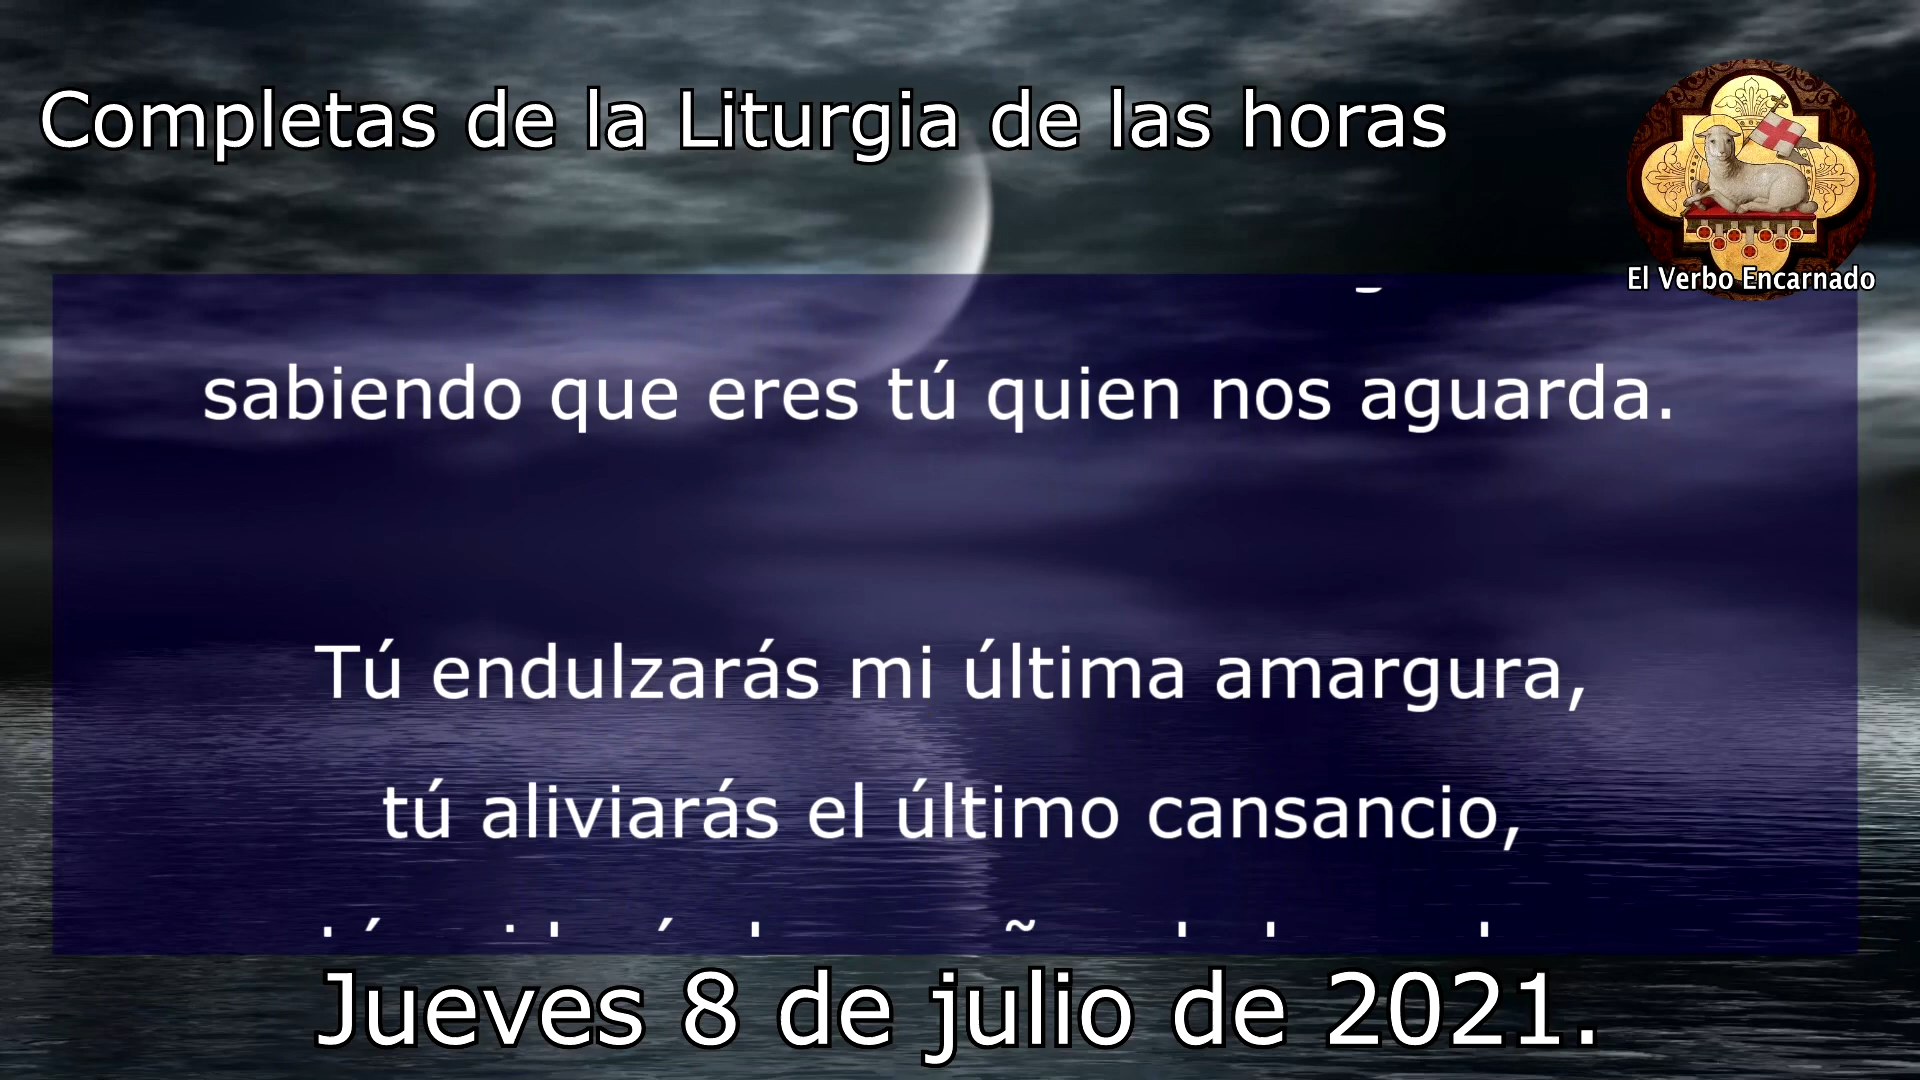 Completas de la Liturgia de las horas
El Verbo Encarnado
sabiendo que eres tú quien nos aguarda.
Tú endulzarás mi última amargura,
tú aliviarás el último cansancio,
Jueves 8 de julio de 2021.